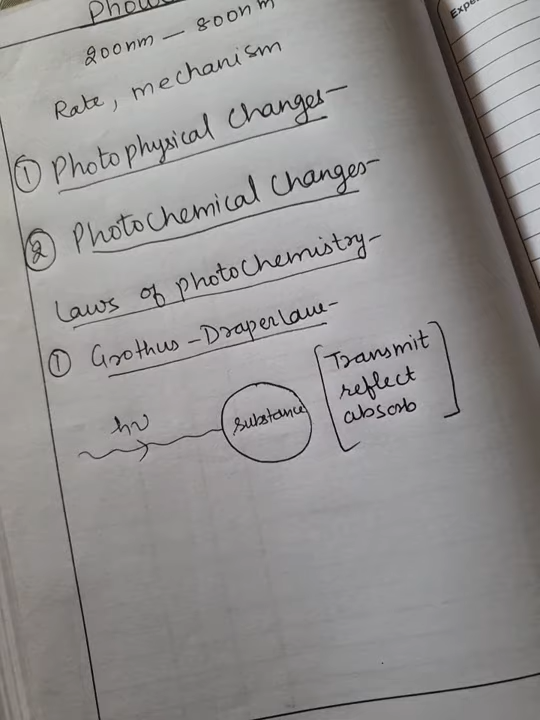 200nm — 800nm
Rate, mechanism
① Photophysical Changes-
② Photochemical Changes-
Laws of photochemistry-
① Grothus-Draper law-
hν
substance
Transmit
reflect
absorb